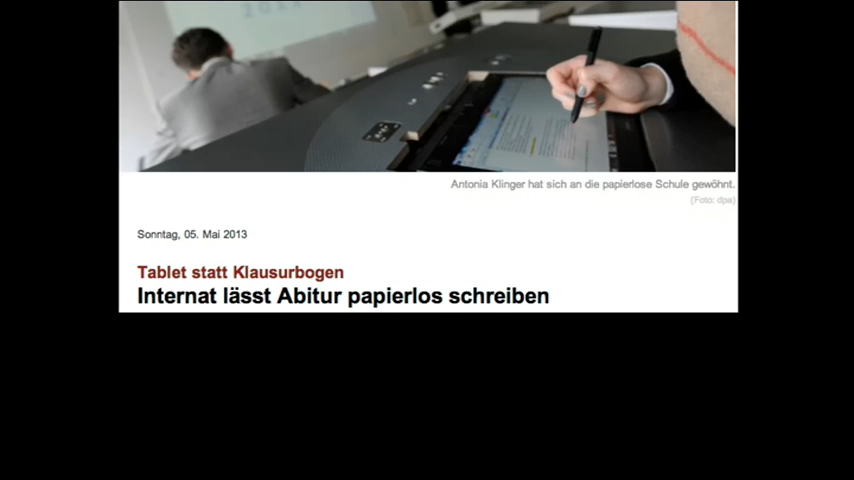 Antonia Klinger hat sich an die papierlose Schule gewöhnt.
(Foto: dpa)
Sonntag, 05. Mai 2013
Tablet statt Klausurbogen
Internat lässt Abitur papierlos schreiben